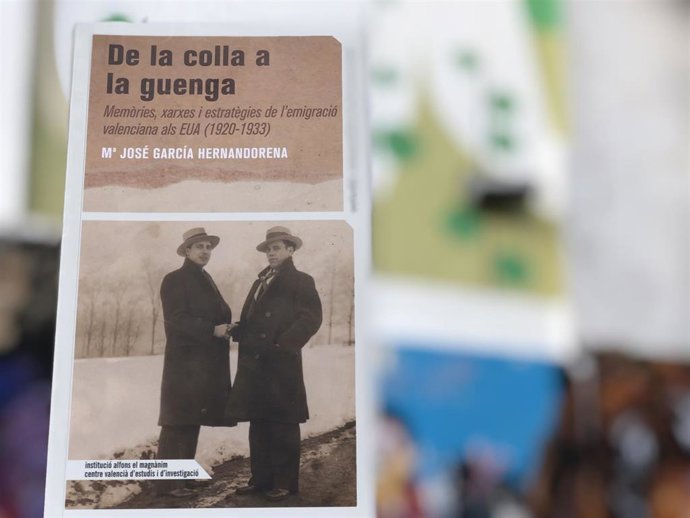 De la colla a
la guenga
Memòries, xarxes i estratègies de l'emigració
valenciana als EUA (1920-1933)
Mª JOSÉ GARCÍA HERNANDORENA
institució alfons el magnànim
centre valencià d'estudis i d'investigació